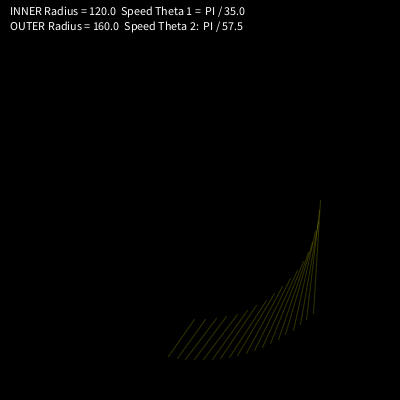 INNER Radius = 120.0  Speed Theta 1 =  PI / 35.0
OUTER Radius = 160.0  Speed Theta 2:  PI / 57.5